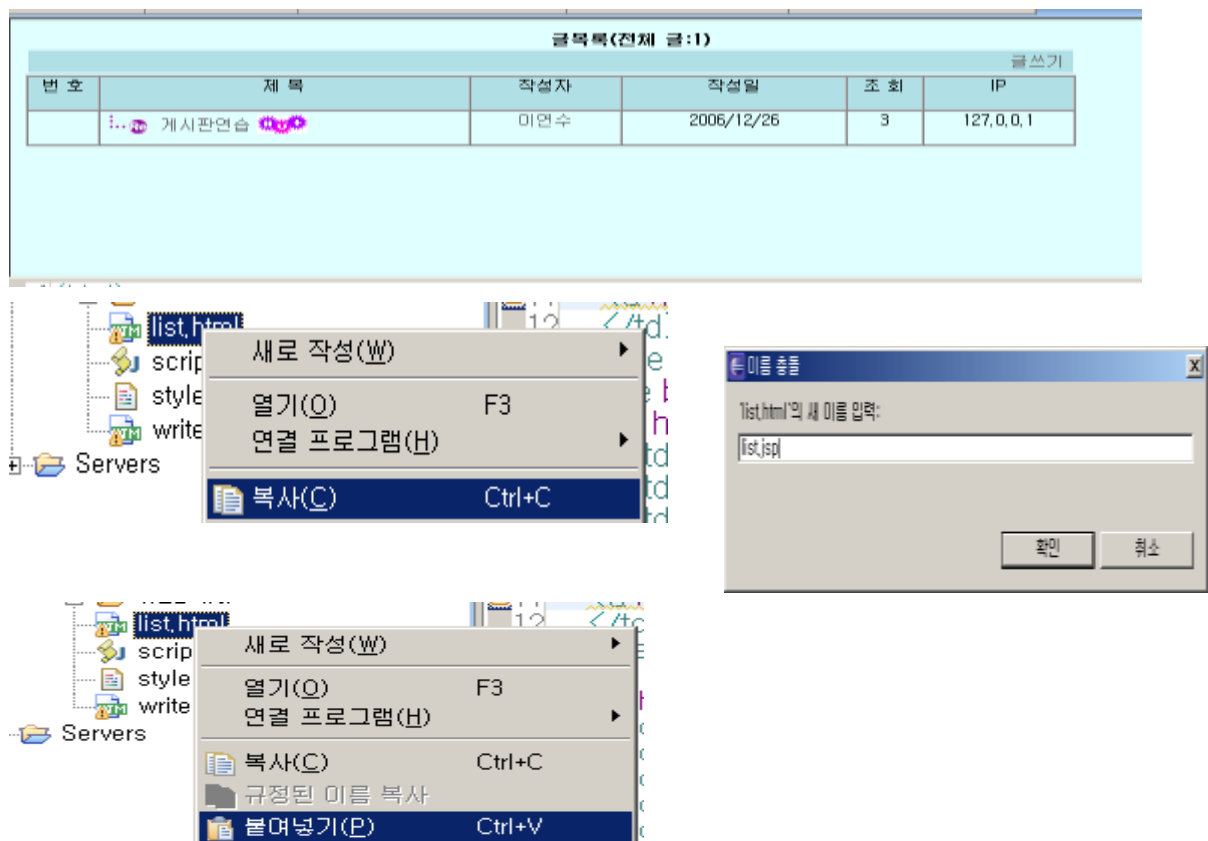 글목록(전체 글:1)
글쓰기
번 호 제 목 작성자 작성일 조 회 IP
게시판연습 미연수 2006/12/26 3 127,0,0,1
list,html 12 </td
새로 작성(W)
scrip
style 열기(O) F3
write 연결 프로그램(H)
Servers
복사(C) Ctrl+C
이름 충돌
'list,html'의 새 이름 입력:
list,jsp
확인 취소
list,html 12
새로 작성(W)
scrip
style 열기(O) F3
write 연결 프로그램(H)
Servers
복사(C) Ctrl+C
규정된 이름 복사
붙여넣기(P) Ctrl+V